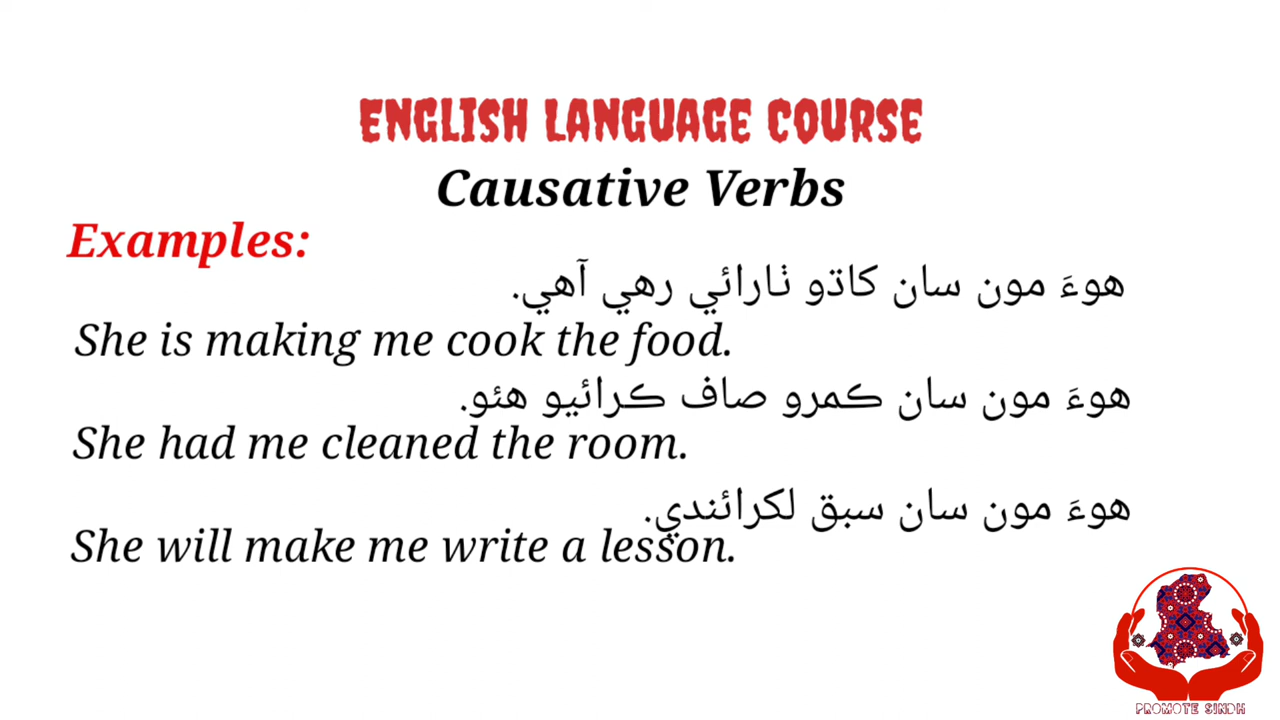 ENGLISH LANGUAGE COURSE
Causative Verbs
Examples:
هوءَ مون سان کاڌو ٺارائي رهي آهي.
She is making me cook the food.
هوءَ مون سان ڪمرو صاف ڪرائيو هئو.
She had me cleaned the room.
هوءَ مون سان سبق لکرائندي.
She will make me write a lesson.
PROMOTE SINDH